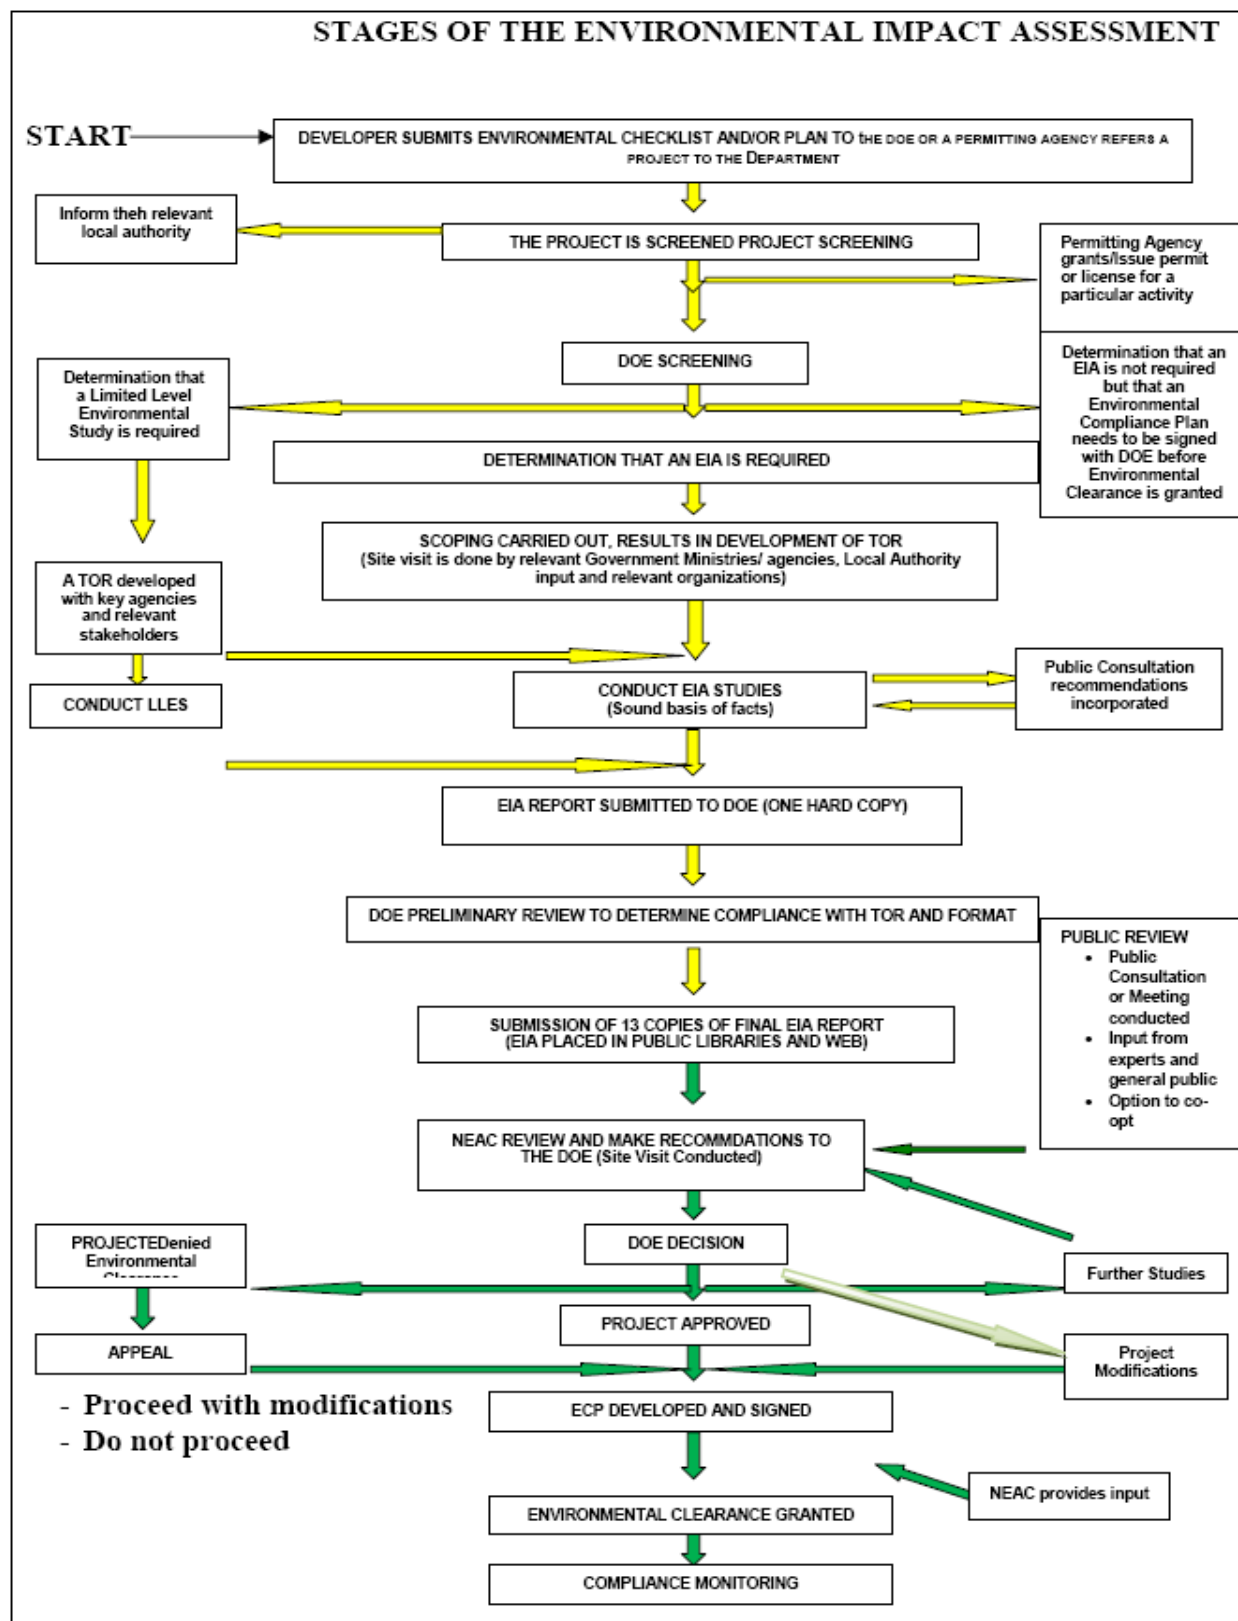 STAGES OF THE ENVIRONMENTAL IMPACT ASSESSMENT
START
DEVELOPER SUBMITS ENVIRONMENTAL CHECKLIST AND/OR PLAN TO tHE DOE OR A PERMITTING AGENCY REFERS A
PROJECT TO THE DEPARTMENT
Inform theh relevant
local authority
THE PROJECT IS SCREENED PROJECT SCREENING
Permitting Agency
grants/Issue permit
or license for a
particular activity
DOE SCREENING
Determination that
a Limited Level
Environmental
Study is required
Determination that an
EIA is not required
but that an
Environmental
Compliance Plan
needs to be signed
with DOE before
Environmental
Clearance is granted
DETERMINATION THAT AN EIA IS REQUIRED
SCOPING CARRIED OUT, RESULTS IN DEVELOPMENT OF TOR
(Site visit is done by relevant Government Ministries/ agencies, Local Authority
input and relevant organizations)
A TOR developed
with key agencies
and relevant
stakeholders
CONDUCT LLES
CONDUCT EIA STUDIES
(Sound basis of facts)
Public Consultation
recommendations
incorporated
EIA REPORT SUBMITTED TO DOE (ONE HARD COPY)
DOE PRELIMINARY REVIEW TO DETERMINE COMPLIANCE WITH TOR AND FORMAT
PUBLIC REVIEW
• Public
Consultation
or Meeting
conducted
• Input from
experts and
general public
• Option to co-
opt
SUBMISSION OF 13 COPIES OF FINAL EIA REPORT
(EIA PLACED IN PUBLIC LIBRARIES AND WEB)
NEAC REVIEW AND MAKE RECOMMDATIONS TO
THE DOE (Site Visit Conducted)
PROJECTEDenied
Environmental
Clearance
DOE DECISION
Further Studies
PROJECT APPROVED
APPEAL
Project
Modifications
- Proceed with modifications
- Do not proceed
ECP DEVELOPED AND SIGNED
NEAC provides input
ENVIRONMENTAL CLEARANCE GRANTED
COMPLIANCE MONITORING